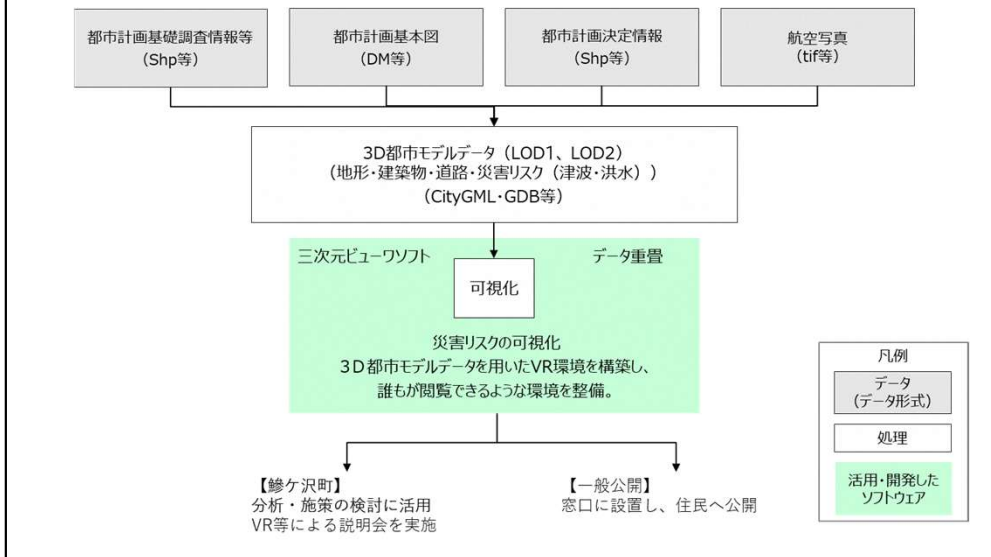 都市計画基礎調査情報等
(Shp等)
都市計画基本図
(DM等)
都市計画決定情報
(Shp等)
航空写真
(tif等)
3D都市モデルデータ（LOD1、LOD2）
(地形・建築物・道路・災害リスク（津波・洪水）)
(CityGML・GDB等)
三次元ビューワソフト
データ重畳
可視化
災害リスクの可視化
３Ｄ都市モデルデータを用いたVR環境を構築し、
誰もが閲覧できるような環境を整備。
【鰺ケ沢町】
分析・施策の検討に活用
VR等による説明会を実施
【一般公開】
窓口に設置し、住民へ公開
凡例
データ
(データ形式)
処理
活用・開発した
ソフトウェア